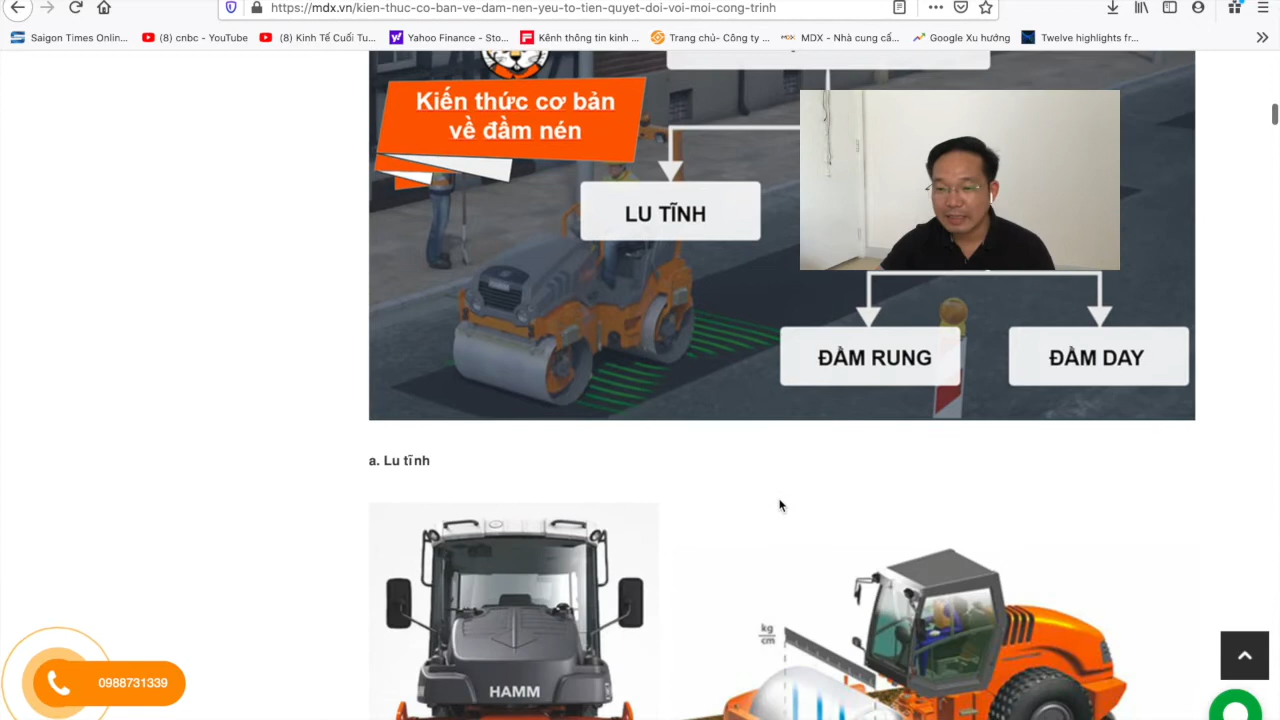 https://mdx.vn/kien-thuc-co-ban-ve-dam-nen-yeu-to-tien-quyet-doi-voi-moi-cong-trinh
Saigon Times Onlin...
(8) cnbc - YouTube
(8) Kinh Tế Cuối Tu...
Yahoo Finance - Sto...
Kênh thông tin kinh ...
Trang chủ- Công ty ...
MDX - Nhà cung cấ...
Google Xu hướng
Twelve highlights fr...
Kiến thức cơ bản
về đầm nén
LU TĨNH
ĐẦM RUNG
ĐẦM DAY
a. Lu tĩnh
kg
cm
HAMM
0988731339